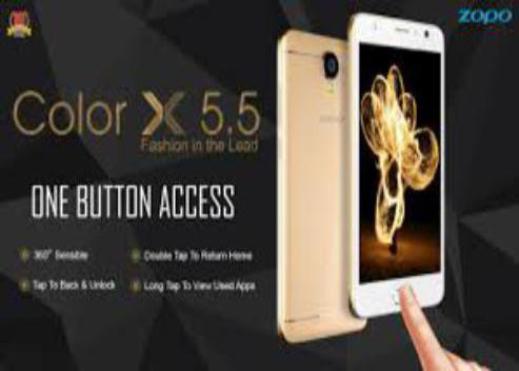 ZOPO
Color X 5.5
Fashion in the Lead
ONE BUTTON ACCESS
360° Sensible
Double Tap To Return Home
Tap To Back & Unlock
Long Tap To View Used Apps